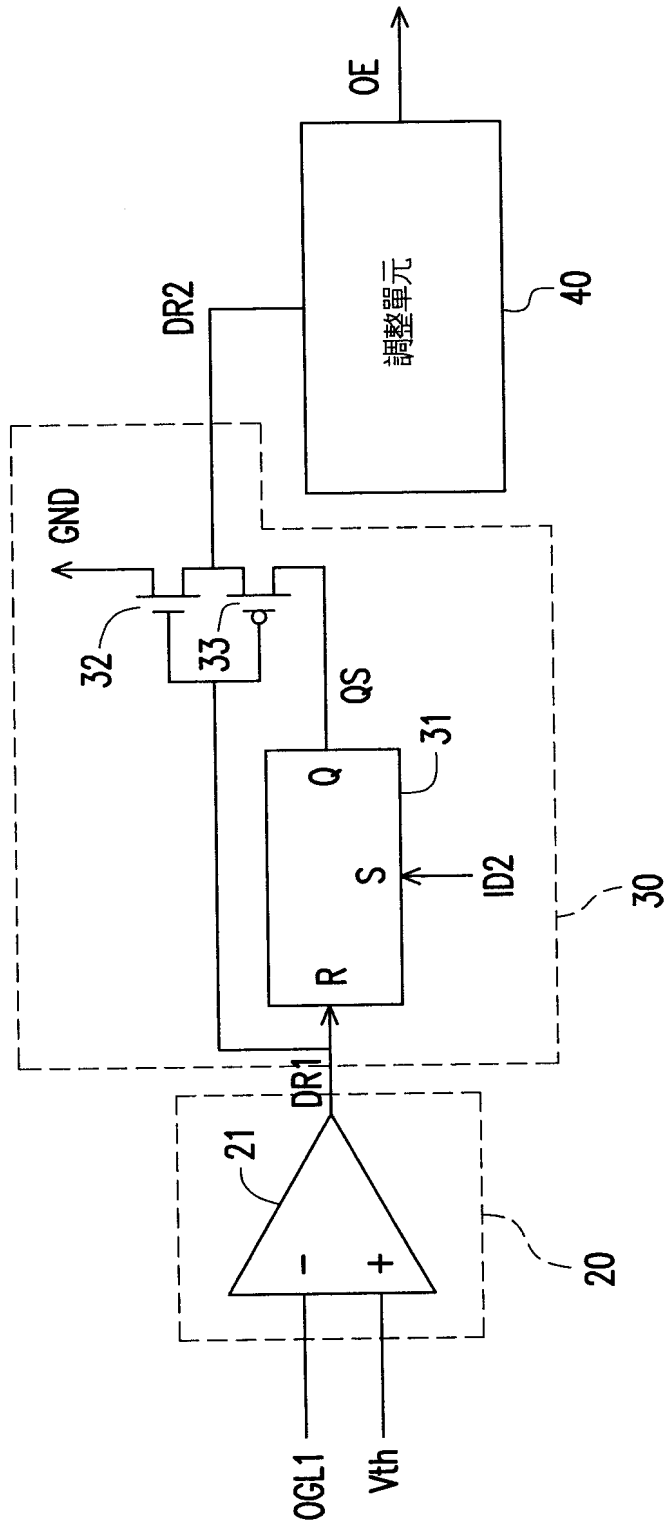 OGL1
Vth
-
+
21
20
DR1
R
S
Q
31
ID2
QS
30
32
33
GND
DR2
調整單元
40
OE